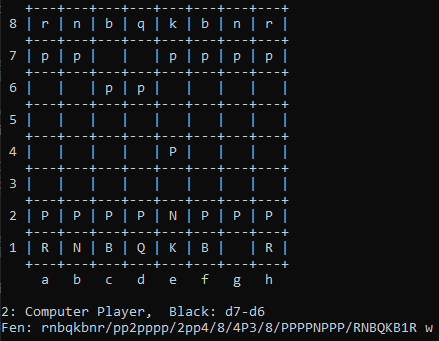 8 | r | n | b | q | k | b | n | r |
+---+---+---+---+---+---+---+---+
7 | p | p |   |   | p | p | p | p |
+---+---+---+---+---+---+---+---+
6 |   |   | p | p |   |   |   |   |
+---+---+---+---+---+---+---+---+
5 |   |   |   |   |   |   |   |   |
+---+---+---+---+---+---+---+---+
4 |   |   |   |   | P |   |   |   |
+---+---+---+---+---+---+---+---+
3 |   |   |   |   |   |   |   |   |
+---+---+---+---+---+---+---+---+
2 | P | P | P | P | N | P | P | P |
+---+---+---+---+---+---+---+---+
1 | R | N | B | Q | K | B |   | R |
+---+---+---+---+---+---+---+---+
a b c d e f g h
2: Computer Player,  Black: d7-d6
Fen: rnbqkbnr/pp2pppp/2pp4/8/4P3/8/PPPPNPPP/RNBQKB1R w